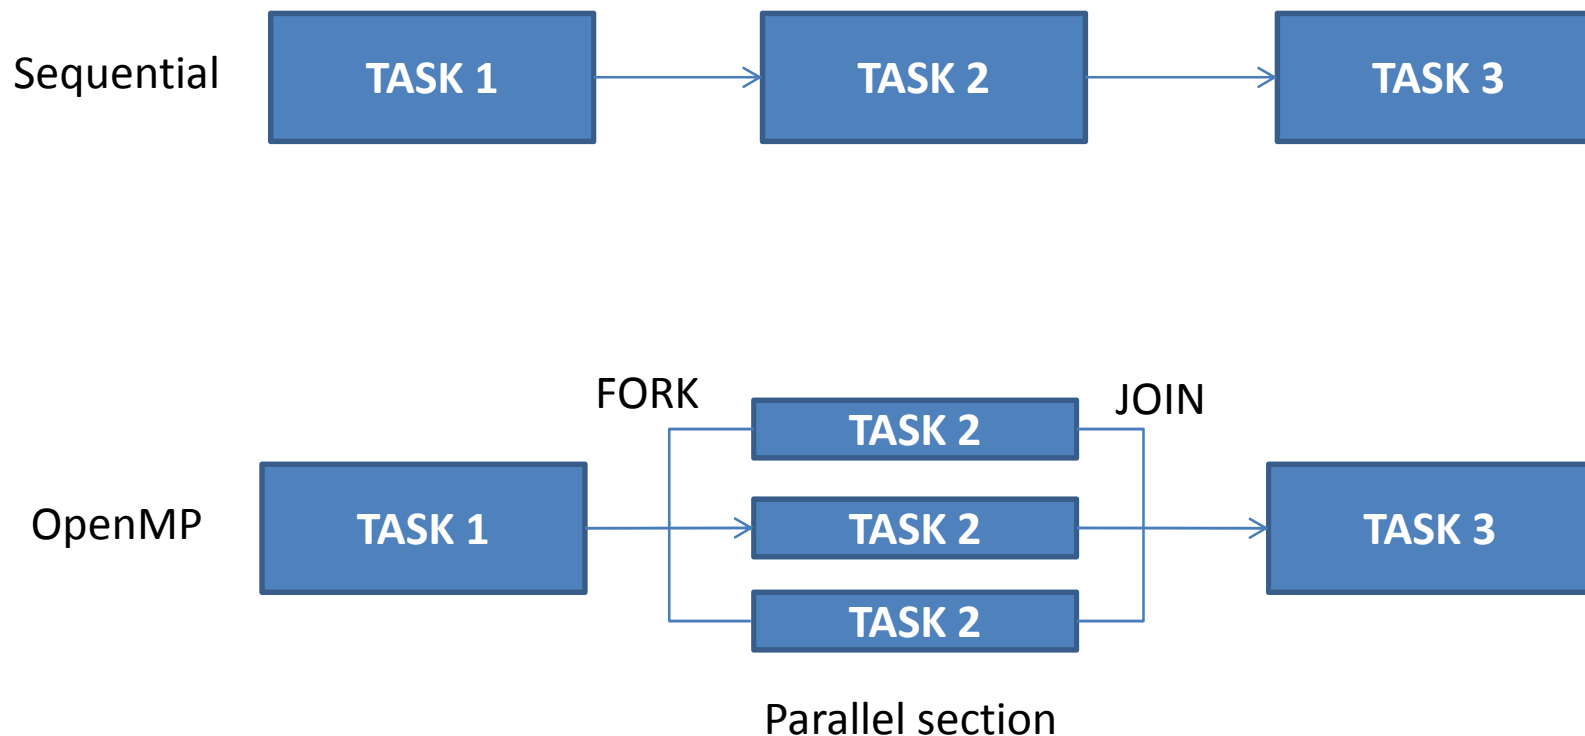 Sequential
TASK 1
TASK 2
TASK 3
FORK
JOIN
TASK 2
OpenMP
TASK 1
TASK 2
TASK 3
TASK 2
Parallel section